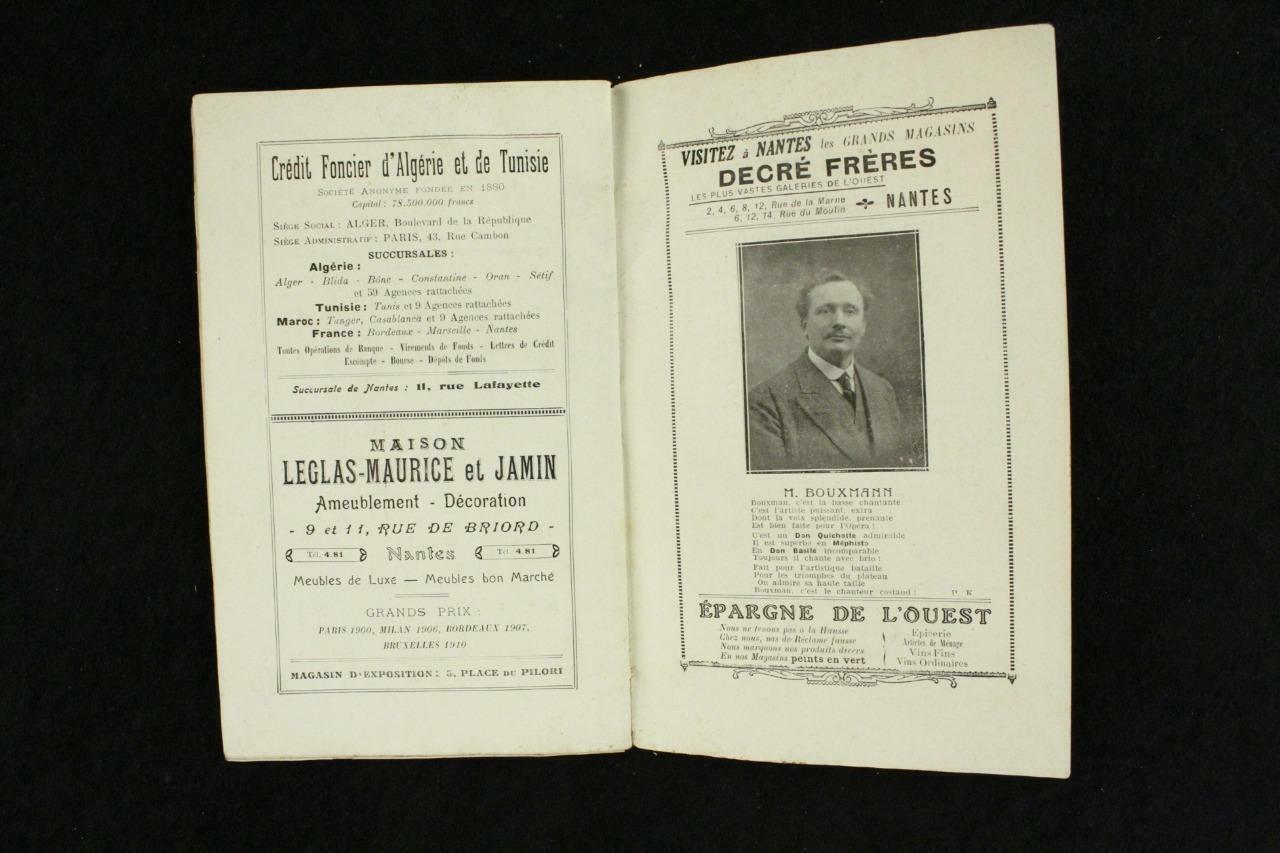 Crédit Foncier d'Algérie et de Tunisie
Société Anonyme fondée en 1880
Capital : 78.500.000 francs
Siège Social : ALGER, Boulevard de la République
Siège Administratif : PARIS, 43, Rue Cambon
SUCCURSALES :
Algérie :
Alger - Blida - Bône - Constantine - Oran - Sétif
et 59 Agences rattachées
Tunisie : Tunis et 9 Agences rattachées
Maroc : Tanger, Casablanca et 9 Agences rattachées
France : Bordeaux - Marseille - Nantes
Toutes Opérations de Banque - Virements de Fonds - Lettres de Crédit
Escompte - Bourse - Dépôts de Fonds
Succursale de Nantes : 11, rue Lafayette
MAISON
LEGLAS-MAURICE et JAMIN
Ameublement - Décoration
- 9 et 11, RUE DE BRIORD -
Tél. 4.81 Nantes Tél. 4.81
Meubles de Luxe — Meubles bon Marché
GRANDS PRIX :
PARIS 1900, MILAN 1906, BORDEAUX 1907,
BRUXELLES 1910
MAGASIN D'EXPOSITION : 5, PLACE DU PILORI
VISITEZ à NANTES les GRANDS MAGASINS
DECRÉ FRÈRES
LES PLUS VASTES GALERIES DE L'OUEST
2, 4, 6, 8, 12, Rue de la Marne
6, 12, 14, Rue du Moulin
NANTES
M. BOUXMANN
Bouxman, c'est la basse chantante
C'est l'artiste puissant, extra
Dont la voix splendide, prenante
Est bien faite pour l'Opéra !
C'est un Don Quichotte admirable
Il est superbe en Méphisto
En Don Basile incomparable
Toujours il chante avec brio !
Fait pour l'artistique bataille
Pour les triomphes du plateau
On admire sa haute taille
Bouxman, c'est le chanteur costaud ! P. K
ÉPARGNE DE L'OUEST
Nous ne tenons pas à la Hausse
Chez nous, pas de Réclame fausse
Nous marquons nos produits divers
En nos Magasins peints en vert
Epicerie
Articles de Ménage
Vins Fins
Vins Ordinaires